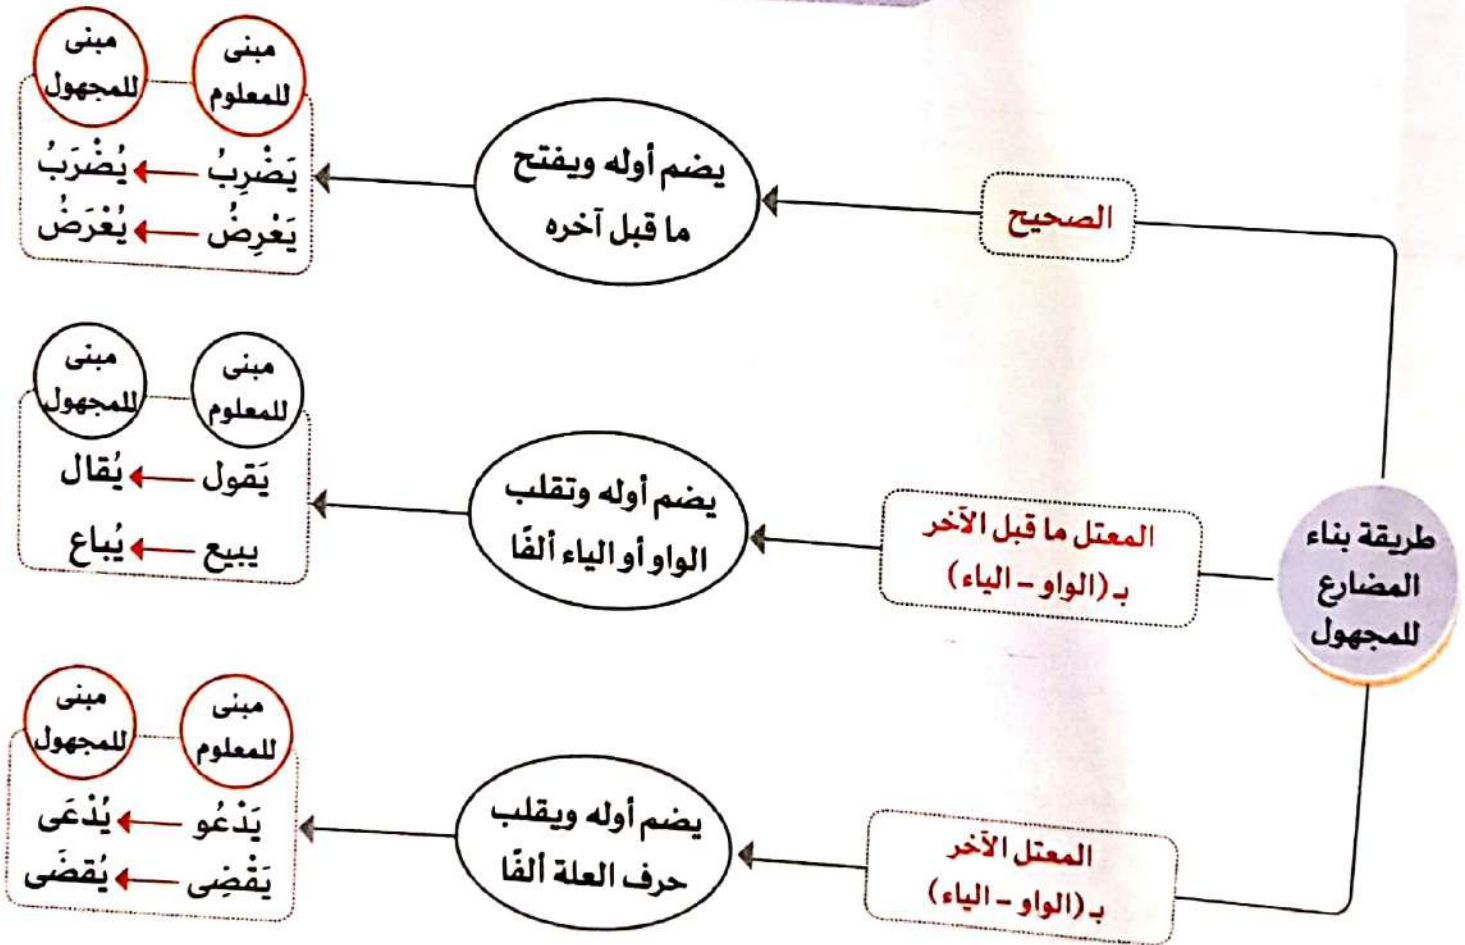 طريقة بناء
المضارع
للمجهول
الصحيح
يضم أوله ويفتح
ما قبل آخره
مبنى
للمعلوم
مبنى
للمجهول
يَضْرِبُ يُضْرَبُ
يَعْرِضُ يُعْرَضُ
المعتل ما قبل الآخر
بـ (الواو – الياء)
يضم أوله وتقلب
الواو أو الياء ألفًا
مبنى
للمعلوم
مبنى
للمجهول
يَقول يُقال
يبيع يُباع
المعتل الآخر
بـ (الواو – الياء)
يضم أوله ويقلب
حرف العلة ألفًا
مبنى
للمعلوم
مبنى
للمجهول
يَدْعُو يُدْعَى
يَقْضِى يُقضَى